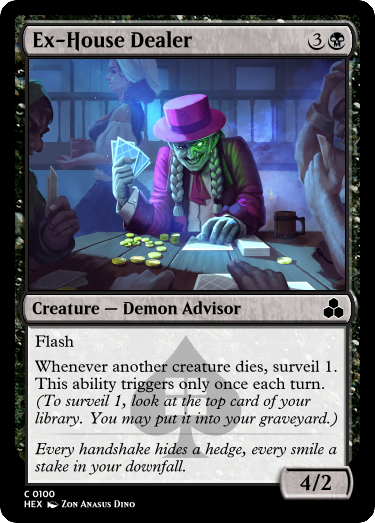 Ex-House Dealer 3
Creature — Demon Advisor
Flash
Whenever another creature dies, surveil 1.
This ability triggers only once each turn.
(To surveil 1, look at the top card of your
library. You may put it into your graveyard.)
Every handshake hides a hedge, every smile a
stake in your downfall.
4/2
C 0100
HEX Zon Anasus Dino